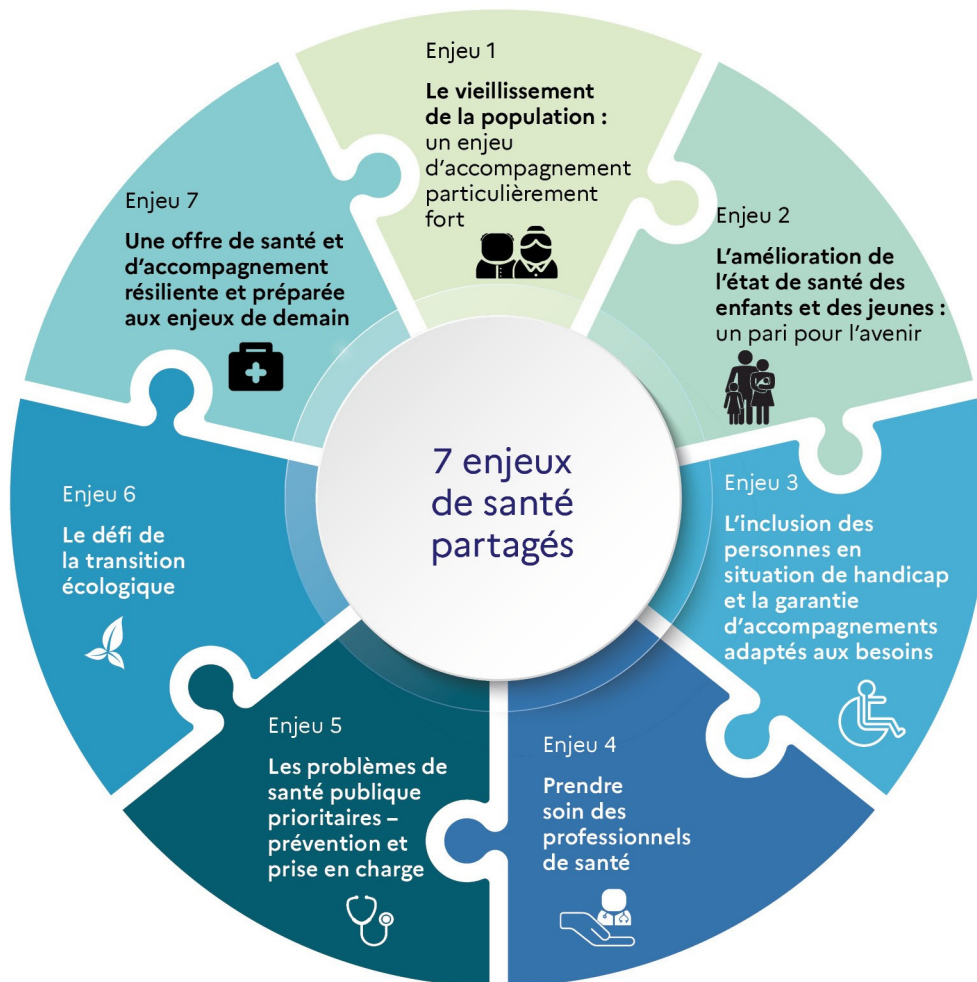 7 enjeux
de santé
partagés
Enjeu 1
Le vieillissement
de la population :
un enjeu
d'accompagnement
particulièrement
fort
Enjeu 2
L'amélioration de
l'état de santé des
enfants et des jeunes :
un pari pour l'avenir
Enjeu 3
L'inclusion des
personnes en
situation de handicap
et la garantie
d'accompagnements
adaptés aux besoins
Enjeu 4
Prendre
soin des
professionnels
de santé
Enjeu 5
Les problèmes de
santé publique
prioritaires –
prévention et
prise en charge
Enjeu 6
Le défi de
la transition
écologique
Enjeu 7
Une offre de santé et
d'accompagnement
résiliente et préparée
aux enjeux de demain